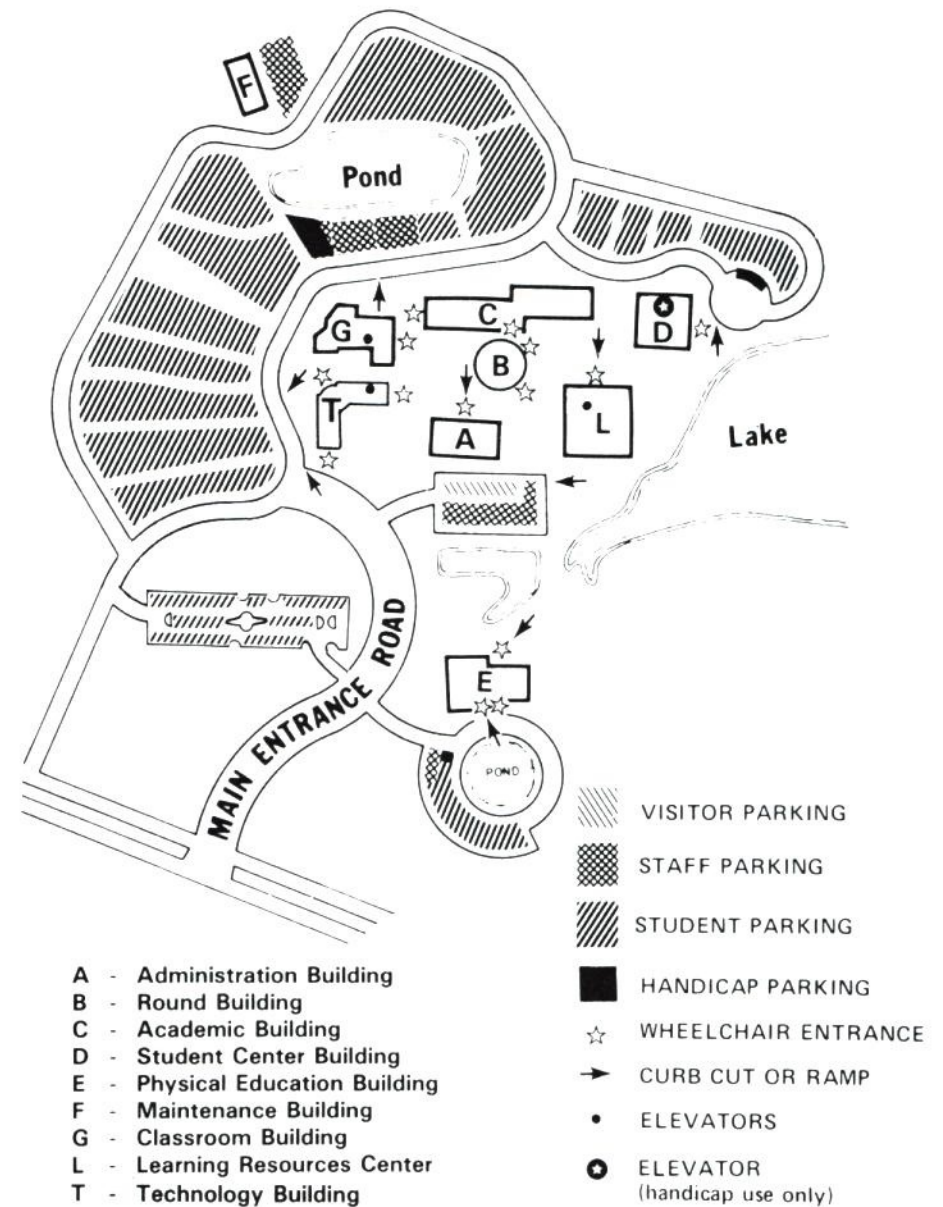 F
Pond
G
C
D
B
T
A
L
Lake
E
MAIN ENTRANCE ROAD
POND
VISITOR PARKING
STAFF PARKING
STUDENT PARKING
HANDICAP PARKING
WHEELCHAIR ENTRANCE
CURB CUT OR RAMP
ELEVATORS
ELEVATOR
(handicap use only)
A - Administration Building
B - Round Building
C - Academic Building
D - Student Center Building
E - Physical Education Building
F - Maintenance Building
G - Classroom Building
L - Learning Resources Center
T - Technology Building